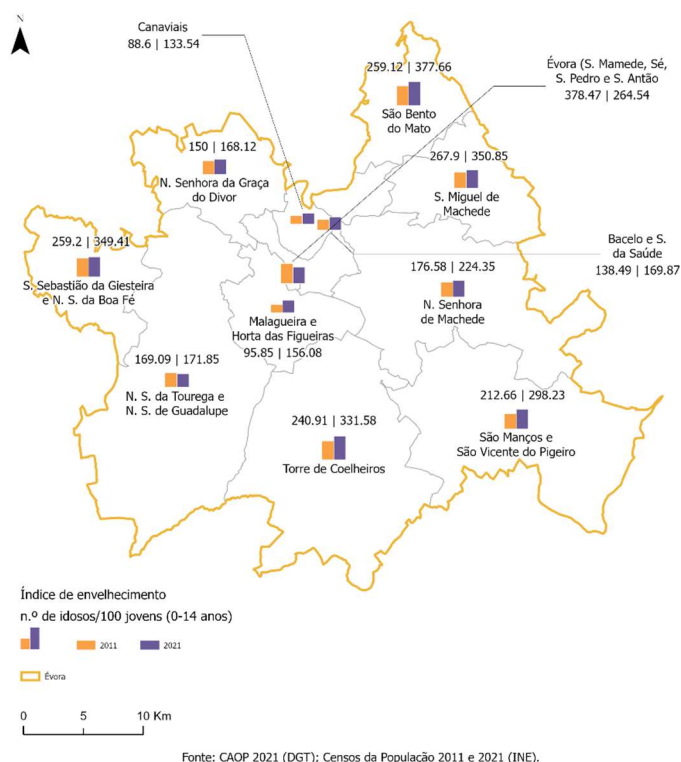 N
Canaviais
88.6 | 133.54
259.12 | 377.66
São Bento
do Mato
Évora (S. Mamede, Sé,
S. Pedro e S. Antão
378.47 | 264.54
150 | 168.12
N. Senhora da Graça
do Divor
267.9 | 350.85
S. Miguel de
Machede
259.2 | 349.41
S. Sebastião da Giesteira
e N. S. da Boa Fé
Bacelo e S.
da Saúde
138.49 | 169.87
176.58 | 224.35
N. Senhora
de Machede
Malagueira e
Horta das Figueiras
95.85 | 156.08
169.09 | 171.85
N. S. da Tourega e
N. S. de Guadalupe
212.66 | 298.23
São Manços e
São Vicente do Pigeiro
240.91 | 331.58
Torre de Coelheiros
Índice de envelhecimento
n.º de idosos/100 jovens (0-14 anos)
2011 2021
Évora
0 5 10 Km
Fonte: CAOP 2021 (DGT); Censos da População 2011 e 2021 (INE).